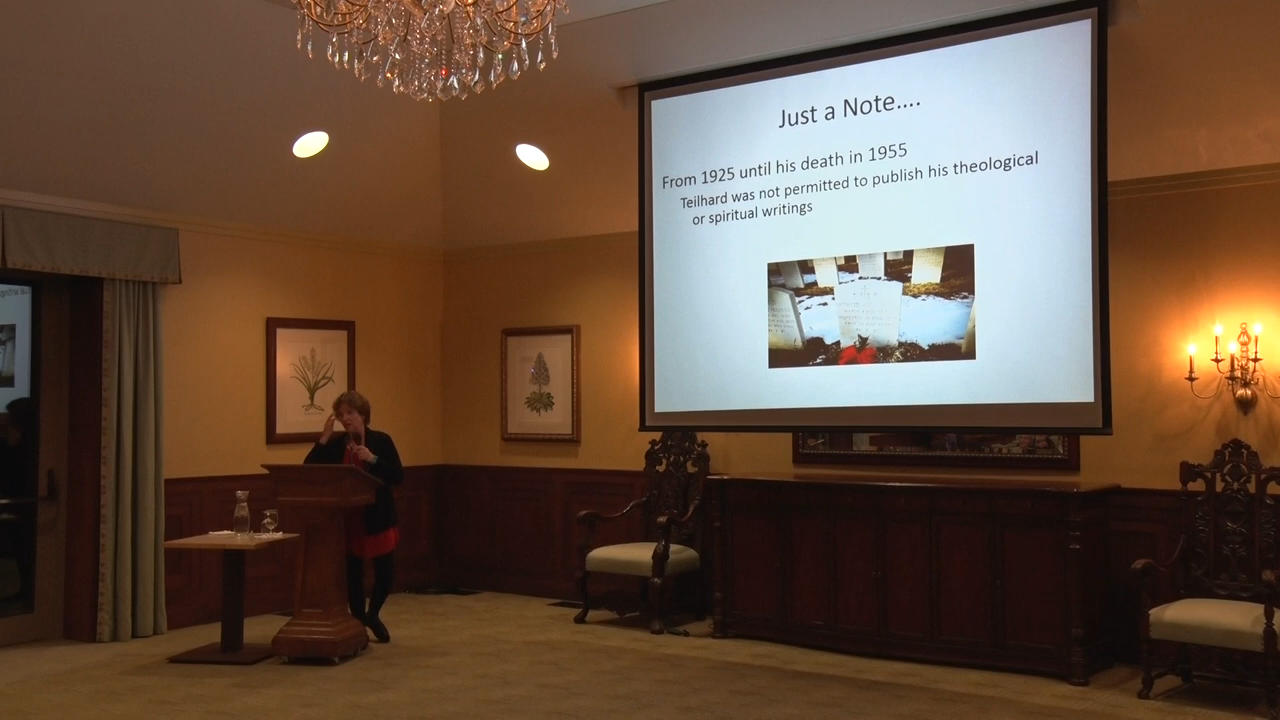 Just a Note....
From 1925 until his death in 1955
Teilhard was not permitted to publish his theological
or spiritual writings